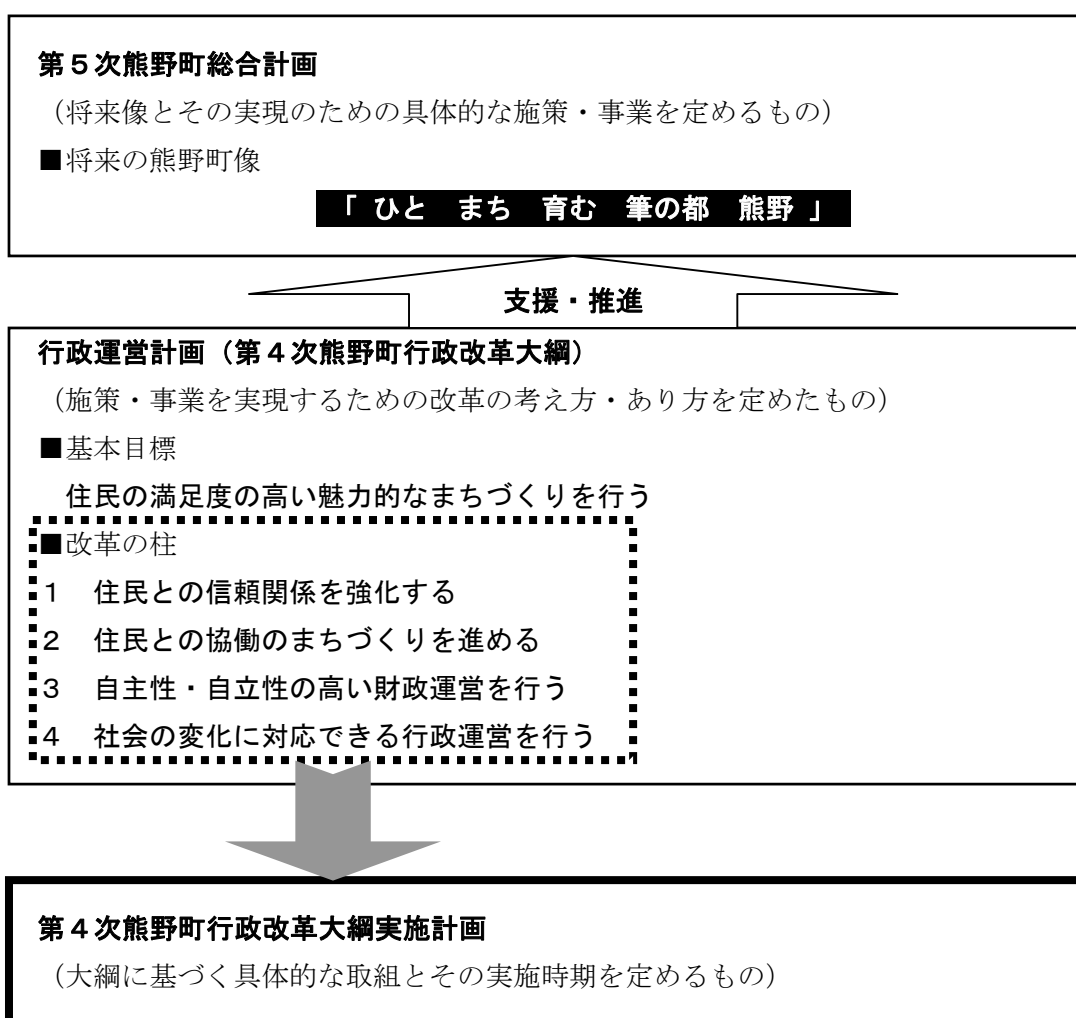 第５次熊野町総合計画
（将来像とその実現のための具体的な施策・事業を定めるもの）
■将来の熊野町像
「 ひと　まち　育む　筆の都　熊野 」
支援・推進
行政運営計画（第４次熊野町行政改革大綱）
（施策・事業を実現するための改革の考え方・あり方を定めたもの）
■基本目標
住民の満足度の高い魅力的なまちづくりを行う
■改革の柱
１　住民との信頼関係を強化する
２　住民との協働のまちづくりを進める
３　自主性・自立性の高い財政運営を行う
４　社会の変化に対応できる行政運営を行う
第４次熊野町行政改革大綱実施計画
（大綱に基づく具体的な取組とその実施時期を定めるもの）